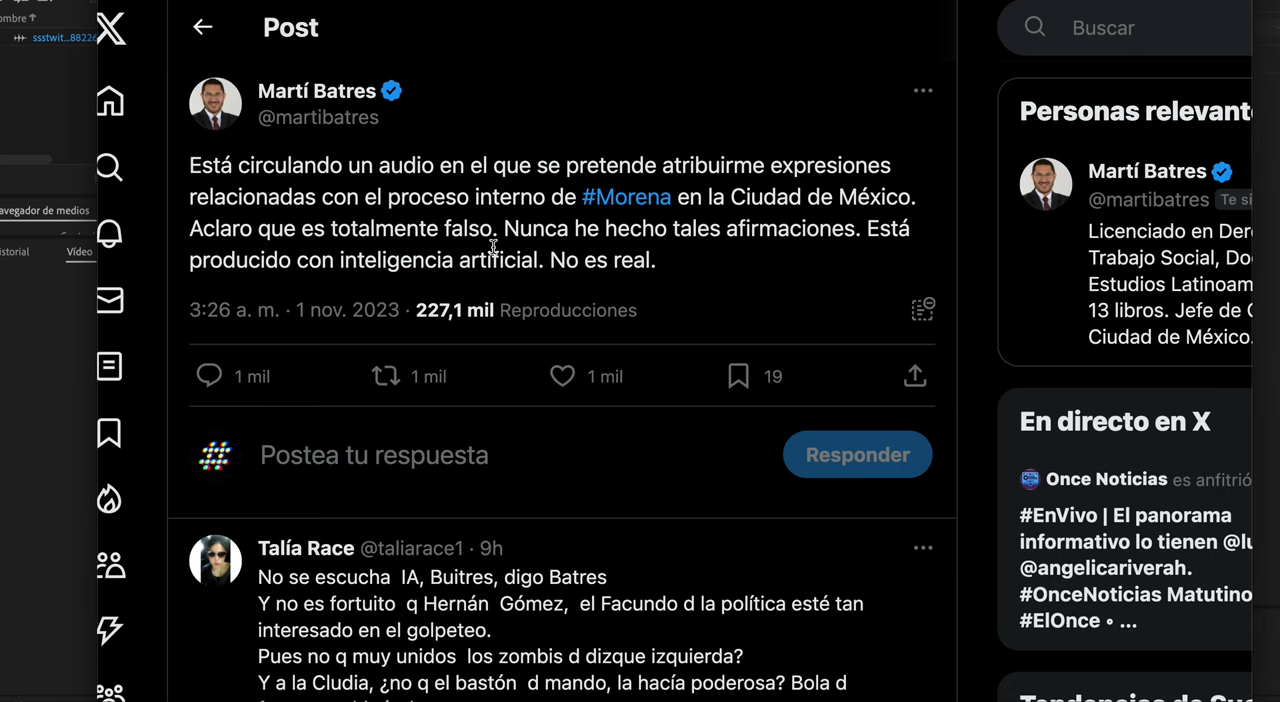 ombre ↑
ssstwit...88226
avegador de medios
istorial
Vídeo
Post
Martí Batres
@martibatres
Está circulando un audio en el que se pretende atribuirme expresiones
relacionadas con el proceso interno de #Morena en la Ciudad de México.
Aclaro que es totalmente falso. Nunca he hecho tales afirmaciones. Está
producido con inteligencia artificial. No es real.
3:26 a. m. · 1 nov. 2023 · 227,1 mil Reproducciones
1 mil
1 mil
1 mil
19
Postea tu respuesta
Responder
Talía Race @taliarace1 · 9h
No se escucha IA, Buitres, digo Batres
Y no es fortuito q Hernán Gómez, el Facundo d la política esté tan
interesado en el golpeteo.
Pues no q muy unidos los zombis d dizque izquierda?
Y a la Cludia, ¿no q el bastón d mando, la hacía poderosa? Bola d
Buscar
Personas relevant
Martí Batres
@martibatres Te si
Licenciado en Der
Trabajo Social, Do
Estudios Latinoam
13 libros. Jefe de
Ciudad de México.
En directo en X
Once Noticias es anfitrió
#EnVivo | El panorama
informativo lo tienen @lu
@angelicariverah.
#OnceNoticias Matutino
#ElOnce • ...